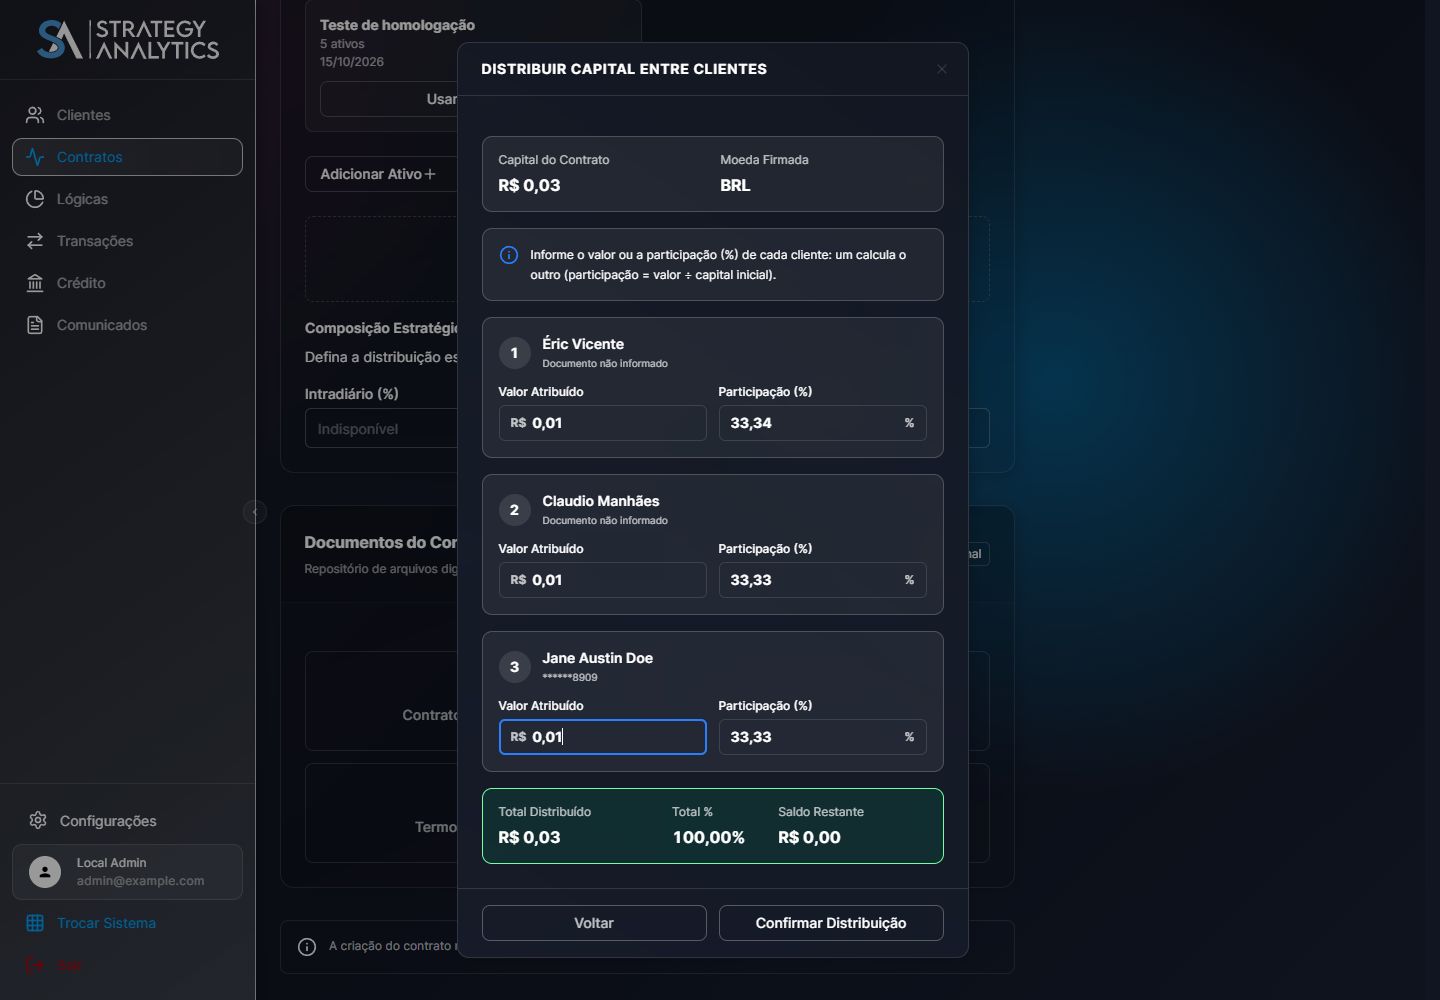 STRATEGY
ANALYTICS
Clientes
Contratos
Lógicas
Transações
Crédito
Comunicados
Configurações
Local Admin
admin@example.com
Trocar Sistema
Sair
Teste de homologação
5 ativos
15/10/2026
Usar
Adicionar Ativo
Composição Estratégic
Defina a distribuição es
Intradiário (%)
Indisponível
Documentos do Con
Repositório de arquivos dig
nal
Contrato
Termo
A criação do contrato
DISTRIBUIR CAPITAL ENTRE CLIENTES
Capital do Contrato
Moeda Firmada
R$ 0,03
BRL
Informe o valor ou a participação (%) de cada cliente: um calcula o
outro (participação = valor ÷ capital inicial).
1
Éric Vicente
Documento não informado
Valor Atribuído
Participação (%)
R$ 0,01
33,34 %
2
Claudio Manhães
Documento não informado
Valor Atribuído
Participação (%)
R$ 0,01
33,33 %
3
Jane Austin Doe
******8909
Valor Atribuído
Participação (%)
R$ 0,01
33,33 %
Total Distribuído
Total %
Saldo Restante
R$ 0,03
100,00%
R$ 0,00
Voltar
Confirmar Distribuição